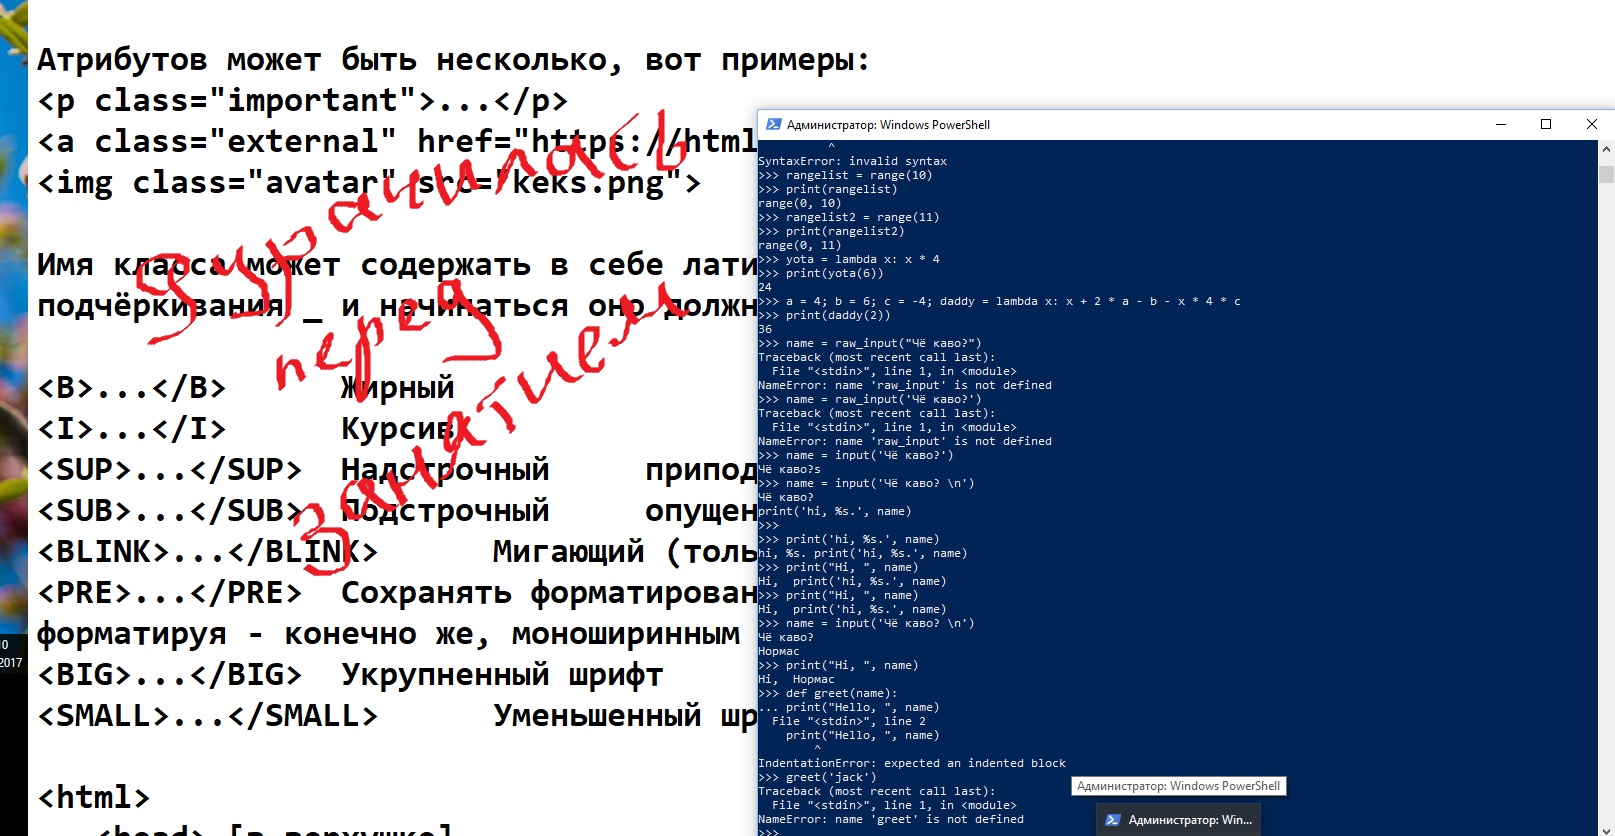 Атрибутов может быть несколько, вот примеры:
<p class="important">...</p>
<a class="external" href="https://html
<img class="avatar" src="keks.png">
Имя класса может содержать в себе лати
подчёркивания _ и начинаться оно должн
<B>...</B> Жирный
<I>...</I> Курсив
<SUP>...</SUP> Надстрочный припод
<SUB>...</SUB> Подстрочный опущен
<BLINK>...</BLINK> Мигающий (толь
<PRE>...</PRE> Сохранять форматирован
форматируя - конечно же, моноширинным
<BIG>...</BIG> Укрупненный шрифт
<SMALL>...</SMALL> Уменьшенный шр
<html>
<head> [в верхушке]
Дурачилась
перед
занятием
10
2017
Администратор: Windows PowerShell
^
SyntaxError: invalid syntax
>>> rangelist = range(10)
>>> print(rangelist)
range(0, 10)
>>> rangelist2 = range(11)
>>> print(rangelist2)
range(0, 11)
>>> yota = lambda x: x * 4
>>> print(yota(6))
24
>>> a = 4; b = 6; c = -4; daddy = lambda x: x + 2 * a - b - x * 4 * c
>>> print(daddy(2))
36
>>> name = raw_input("Чё каво?")
Traceback (most recent call last):
File "<stdin>", line 1, in <module>
NameError: name 'raw_input' is not defined
>>> name = raw_input('Чё каво?')
Traceback (most recent call last):
File "<stdin>", line 1, in <module>
NameError: name 'raw_input' is not defined
>>> name = input('Чё каво?')
Чё каво?s
>>> name = input('Чё каво? \n')
Чё каво?
print('hi, %s.', name)
>>>
>>> print('hi, %s.', name)
hi, %s. print('hi, %s.', name)
>>> print("Hi, ", name)
Hi,  print('hi, %s.', name)
>>> print("Hi, ", name)
Hi,  print('hi, %s.', name)
>>> name = input('Чё каво? \n')
Чё каво?
Нормас
>>> print("Hi, ", name)
Hi,  Нормас
>>> def greet(name):
... print("Hello, ", name)
File "<stdin>", line 2
print("Hello, ", name)
^
IndentationError: expected an indented block
>>> greet('jack')
Traceback (most recent call last):
File "<stdin>", line 1, in <module>
NameError: name 'greet' is not defined
>>>
Администратор: Windows PowerShell
Администратор: Win...